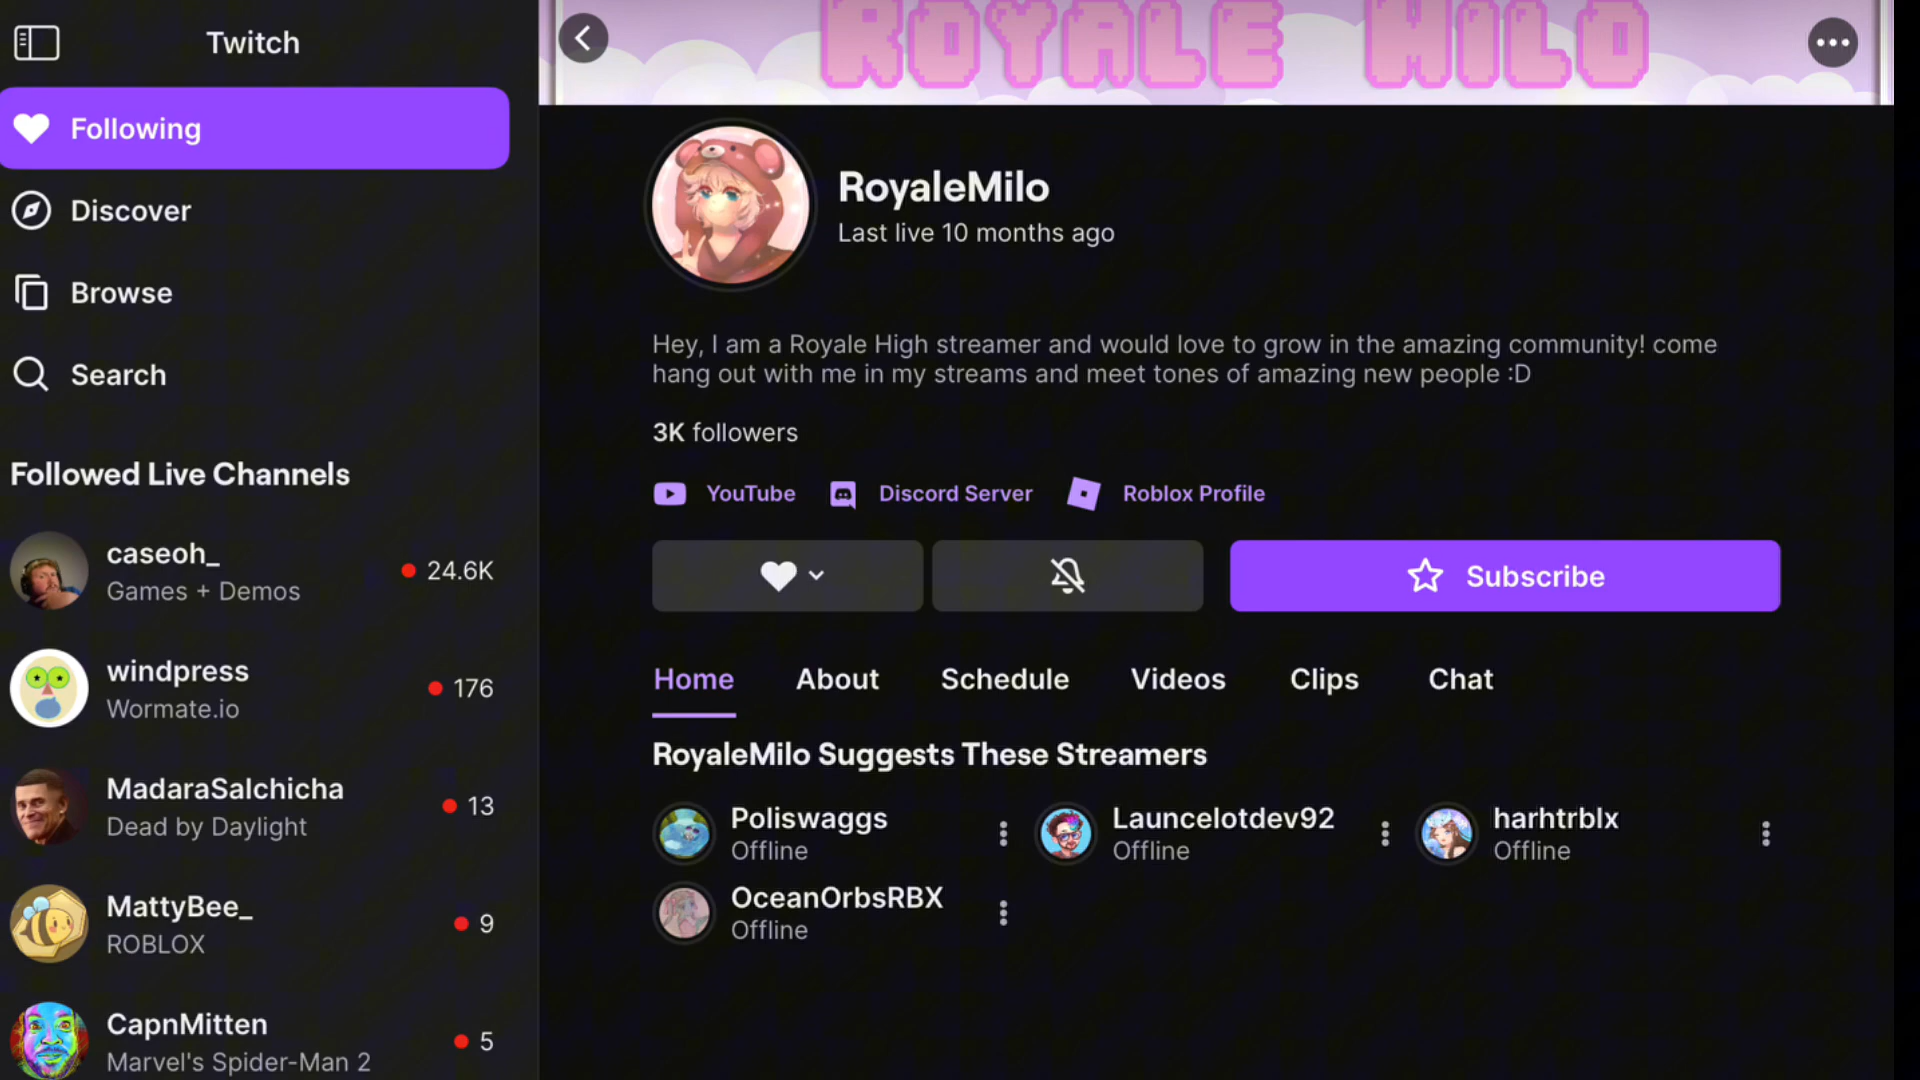 Twitch
Following
Discover
Browse
Search
Followed Live Channels
caseoh_
24.6K
Games + Demos
windpress
176
Wormate.io
MadaraSalchicha
13
Dead by Daylight
MattyBee_
9
ROBLOX
CapnMitten
5
Marvel's Spider-Man 2
ROYALE MILO
RoyaleMilo
Last live 10 months ago
Hey, I am a Royale High streamer and would love to grow in the amazing community! come
hang out with me in my streams and meet tones of amazing new people :D
3K followers
YouTube Discord Server Roblox Profile
Subscribe
Home About Schedule Videos Clips Chat
RoyaleMilo Suggests These Streamers
Poliswaggs
Offline
Launcelotdev92
Offline
harhtrblx
Offline
OceanOrbsRBX
Offline